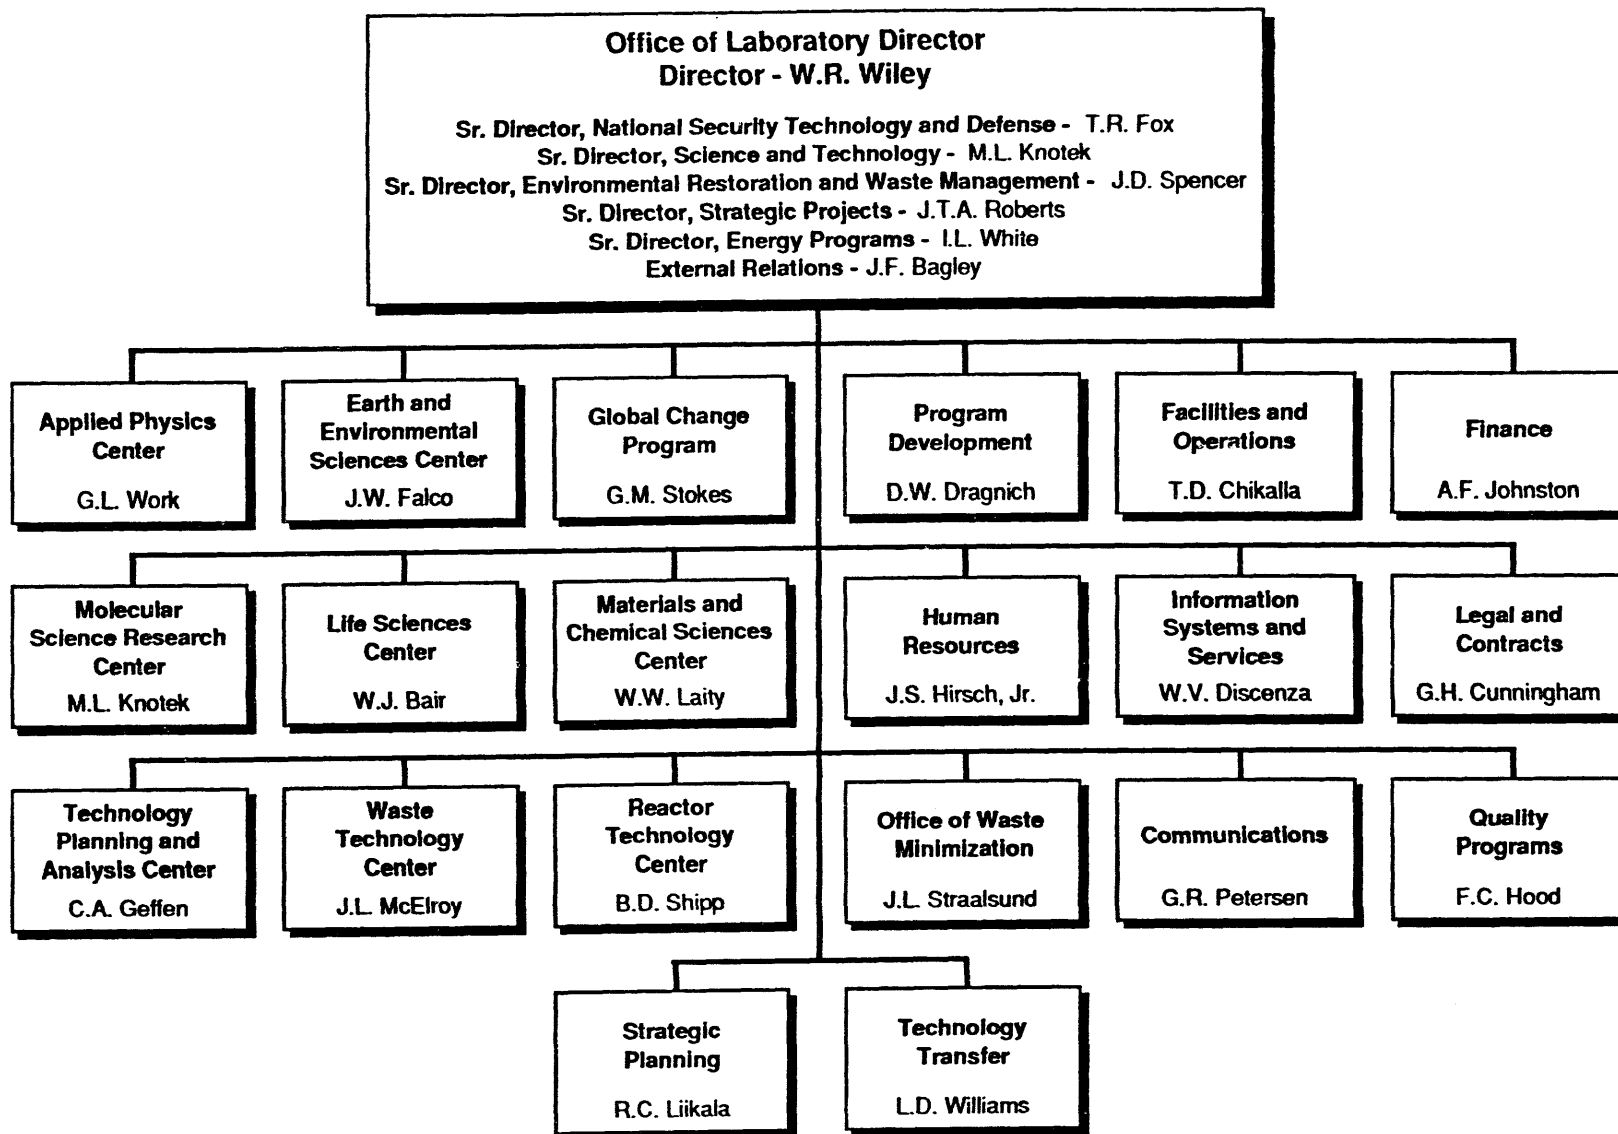 Office of Laboratory Director
Director - W.R. Wiley
Sr. Director, National Security Technology and Defense - T.R. Fox
Sr. Director, Science and Technology - M.L. Knotek
Sr. Director, Environmental Restoration and Waste Management - J.D. Spencer
Sr. Director, Strategic Projects - J.T.A. Roberts
Sr. Director, Energy Programs - I.L. White
External Relations - J.F. Bagley
Applied Physics
Center
G.L. Work
Earth and
Environmental
Sciences Center
J.W. Falco
Global Change
Program
G.M. Stokes
Program
Development
D.W. Dragnich
Facilities and
Operations
T.D. Chikalla
Finance
A.F. Johnston
Molecular
Science Research
Center
M.L. Knotek
Life Sciences
Center
W.J. Bair
Materials and
Chemical Sciences
Center
W.W. Laity
Human
Resources
J.S. Hirsch, Jr.
Information
Systems and
Services
W.V. Discenza
Legal and
Contracts
G.H. Cunningham
Technology
Planning and
Analysis Center
C.A. Geffen
Waste
Technology
Center
J.L. McElroy
Reactor
Technology
Center
B.D. Shipp
Office of Waste
Minimization
J.L. Straalsund
Communications
G.R. Petersen
Quality
Programs
F.C. Hood
Strategic
Planning
R.C. Liikala
Technology
Transfer
L.D. Williams